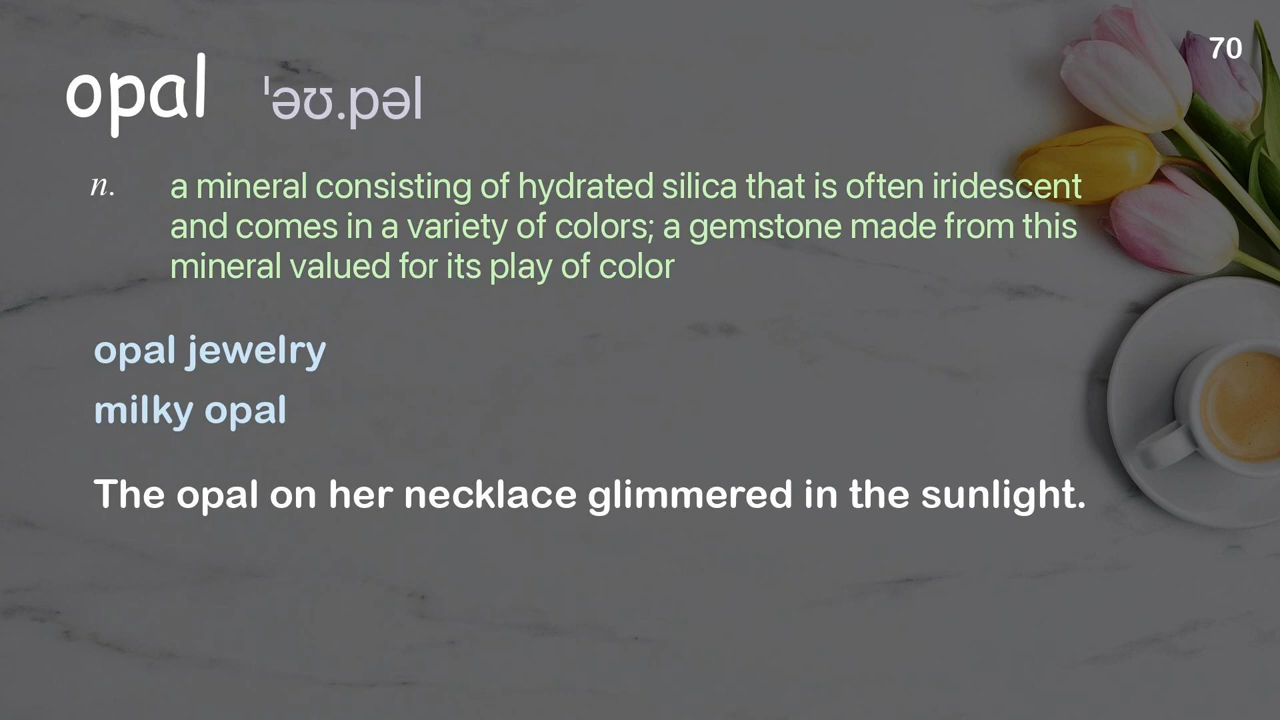 70
opal ˈəʊ.pəl
n. a mineral consisting of hydrated silica that is often iridescent
and comes in a variety of colors; a gemstone made from this
mineral valued for its play of color
opal jewelry
milky opal
The opal on her necklace glimmered in the sunlight.